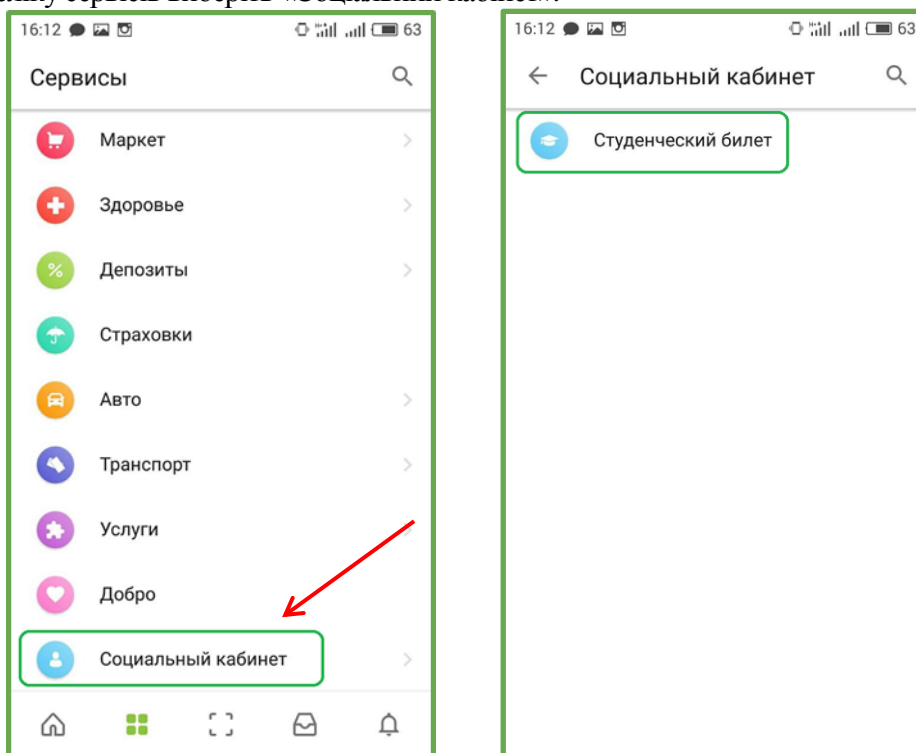 16:12 63
Сервисы
Маркет
Здоровье
Депозиты
Страховки
Авто
Транспорт
Услуги
Добро
Социальный кабинет
16:12 63
Социальный кабинет
Студенческий билет